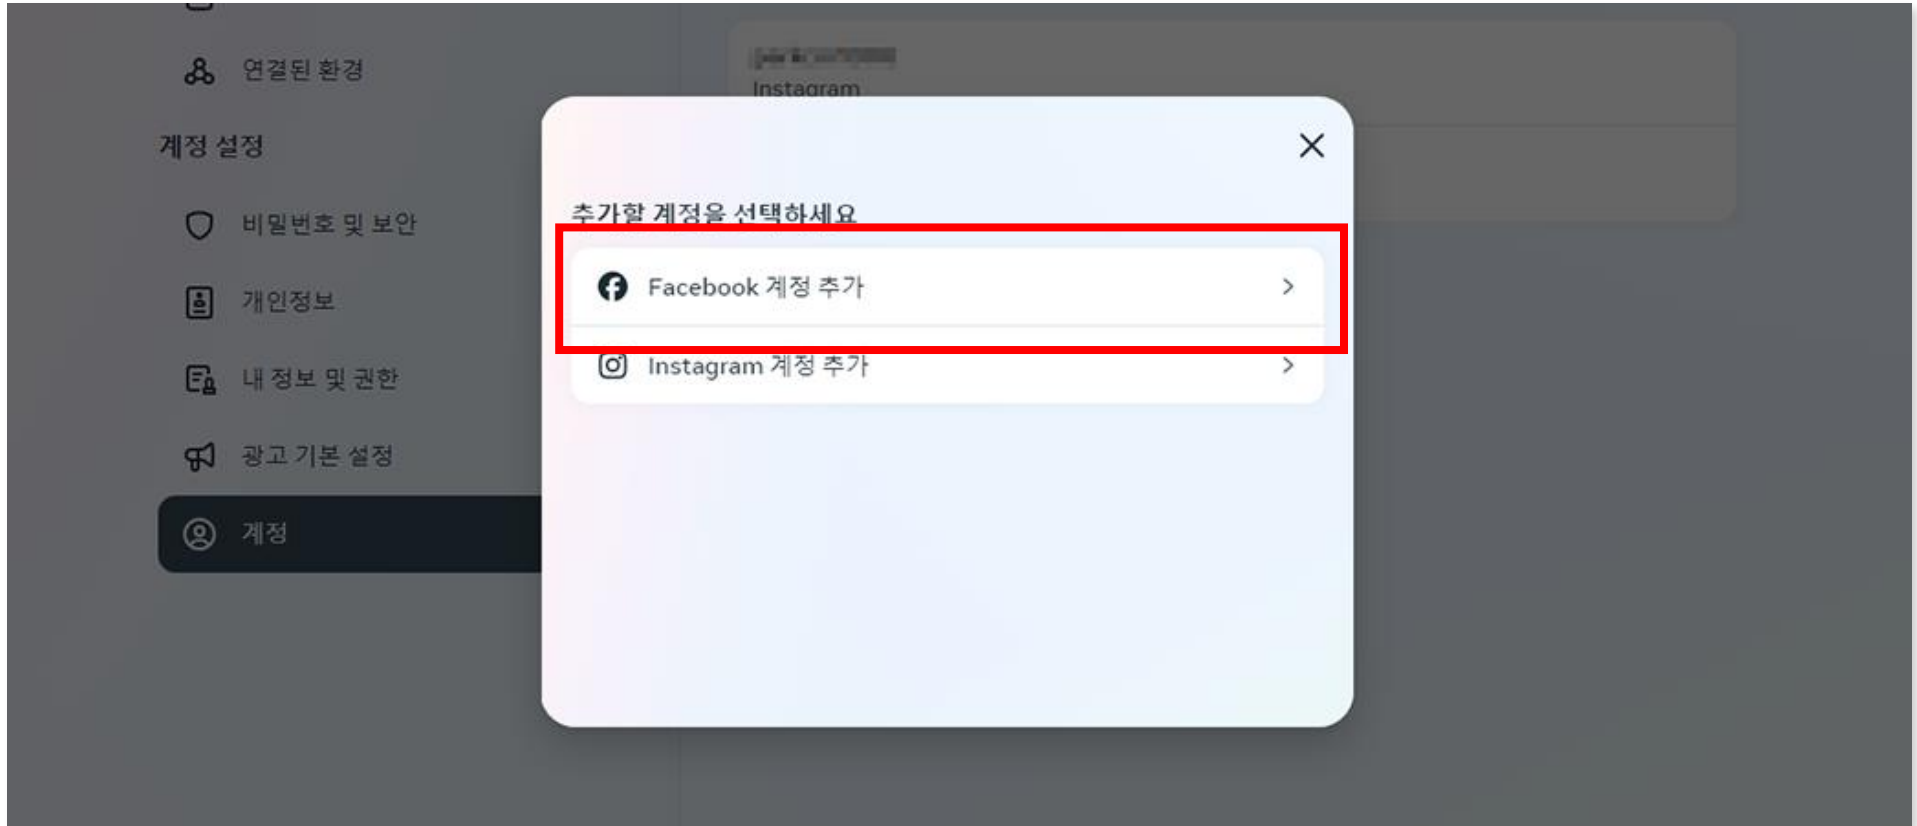 연결된 환경
계정 설정
비밀번호 및 보안
개인정보
내 정보 및 권한
광고 기본 설정
계정
Instagram
추가할 계정을 선택하세요
Facebook 계정 추가
Instagram 계정 추가